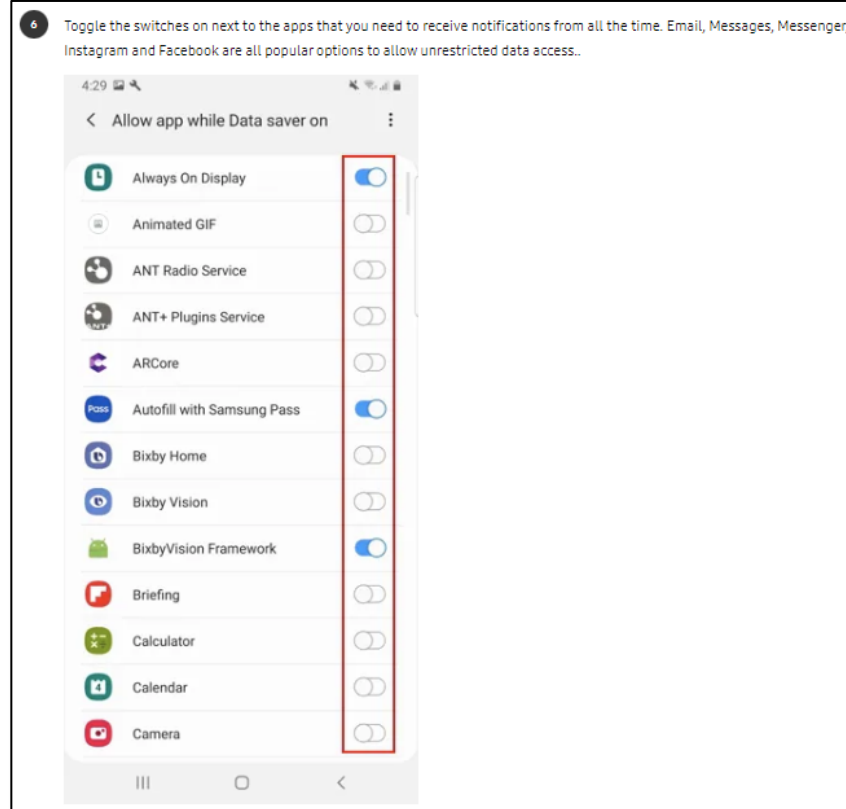 6
Toggle the switches on next to the apps that you need to receive notifications from all the time. Email, Messages, Messenger,
Instagram and Facebook are all popular options to allow unrestricted data access..
4:29
Allow app while Data saver on
Always On Display
Animated GIF
ANT Radio Service
ANT+ Plugins Service
ARCore
Pass Autofill with Samsung Pass
Bixby Home
Bixby Vision
BixbyVision Framework
Briefing
Calculator
4 Calendar
Camera